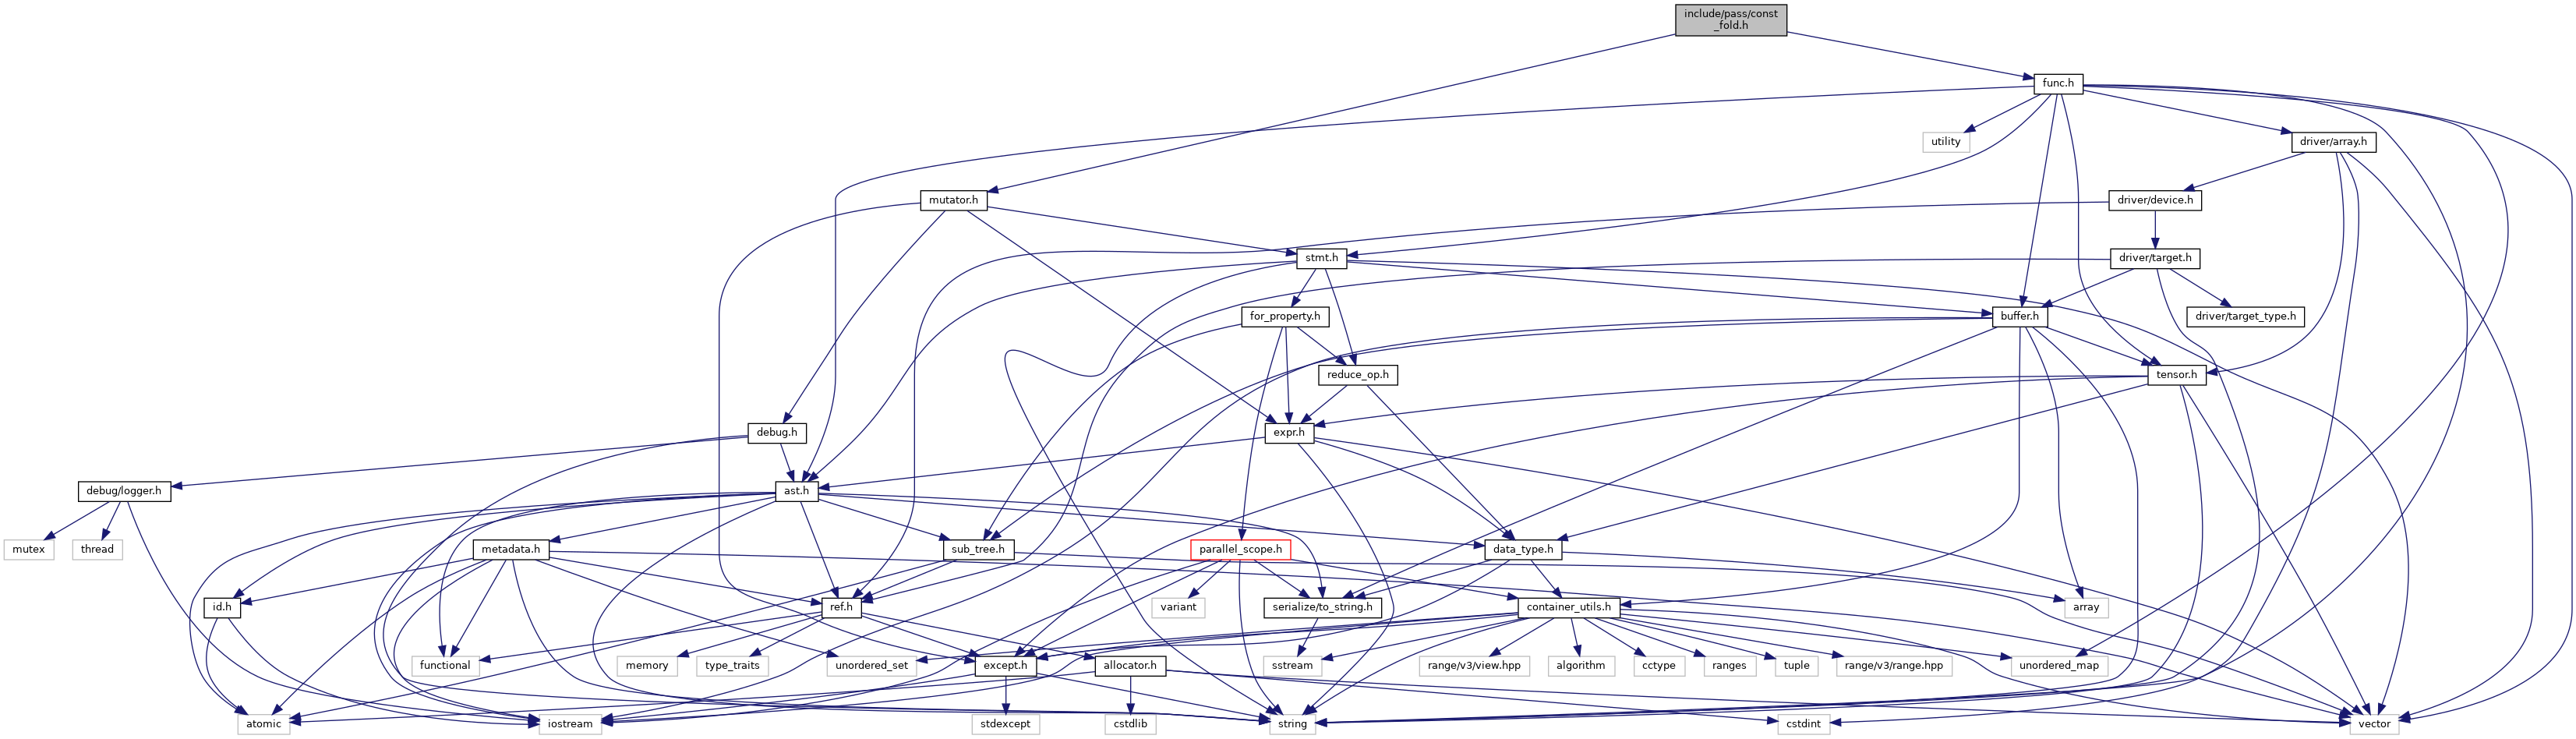 include/pass/const
_fold.h
func.h
utility
driver/array.h
mutator.h
driver/device.h
stmt.h
driver/target.h
for_property.h
buffer.h
driver/target_type.h
reduce_op.h
tensor.h
debug.h
expr.h
debug/logger.h
ast.h
mutex
thread
metadata.h
sub_tree.h
parallel_scope.h
data_type.h
id.h
ref.h
variant
serialize/to_string.h
container_utils.h
array
functional
memory
type_traits
unordered_set
except.h
allocator.h
sstream
range/v3/view.hpp
algorithm
cctype
ranges
tuple
range/v3/range.hpp
unordered_map
atomic
iostream
stdexcept
cstdlib
string
cstdint
vector